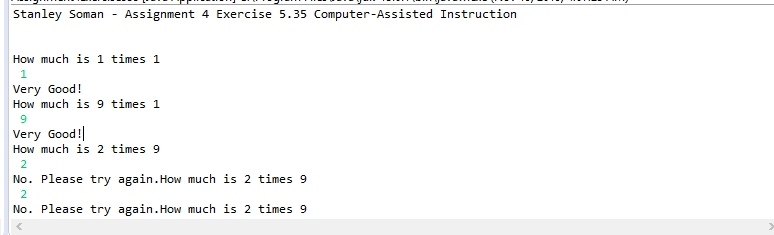 Stanley Soman - Assignment 4 Exercise 5.35 Computer-Assisted Instruction
How much is 1 times 1
1
Very Good!
How much is 9 times 1
9
Very Good!
How much is 2 times 9
2
No. Please try again.How much is 2 times 9
2
No. Please try again.How much is 2 times 9